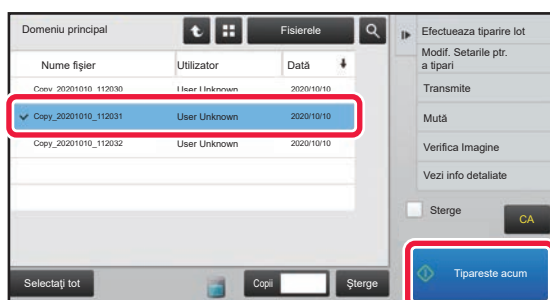 Domeniu principal
Fisierele
Nume fişier Utilizator Dată
Copy_20201010_112030 User Unknown 2020/10/10
Copy_20201010_112031 User Unknown 2020/10/10
Copy_20201010_112032 User Unknown 2020/10/10
Selectaţi tot
Copii
Şterge
Efectueaza tiparire lot
Modif. Setarile ptr.
a tipari
Transmite
Mută
Verifica Imagine
Vezi info detaliate
Sterge
CA
Tipareste acum